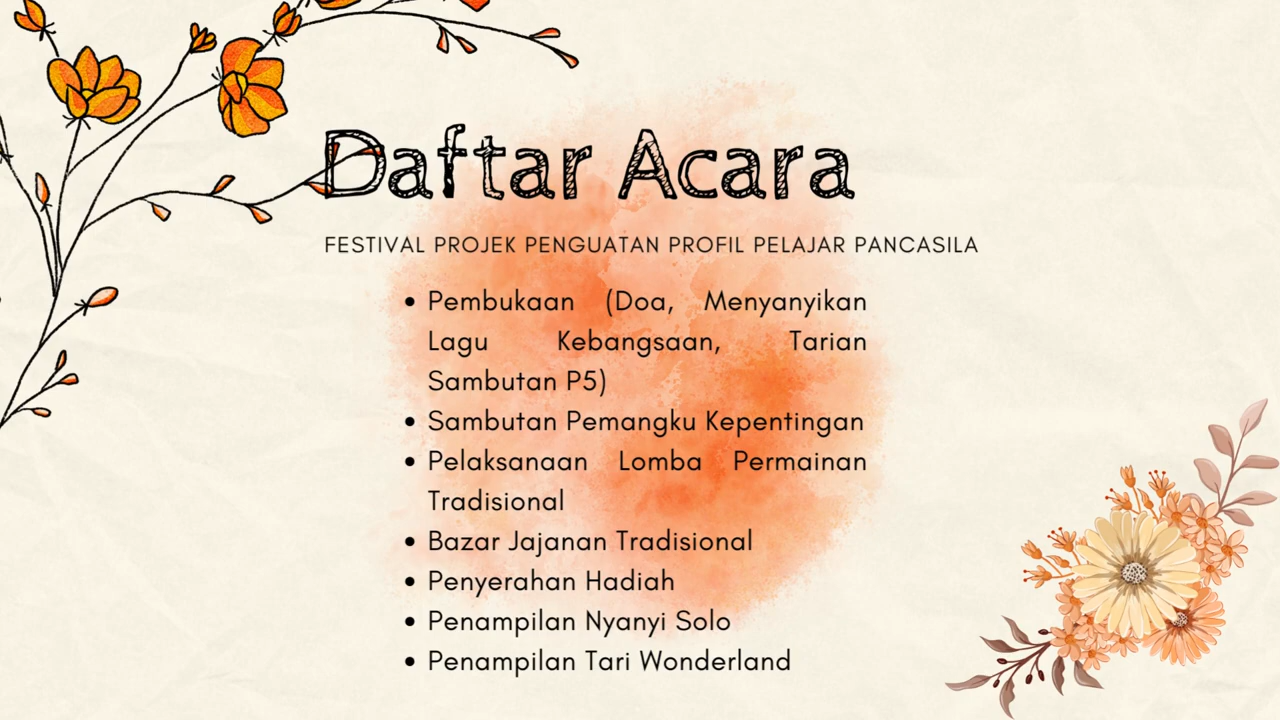 Daftar Acara
FESTIVAL PROJEK PENGUATAN PROFIL PELAJAR PANCASILA
• Pembukaan (Doa, Menyanyikan
Lagu Kebangsaan, Tarian
Sambutan P5)
• Sambutan Pemangku Kepentingan
• Pelaksanaan Lomba Permainan
Tradisional
• Bazar Jajanan Tradisional
• Penyerahan Hadiah
• Penampilan Nyanyi Solo
• Penampilan Tari Wonderland